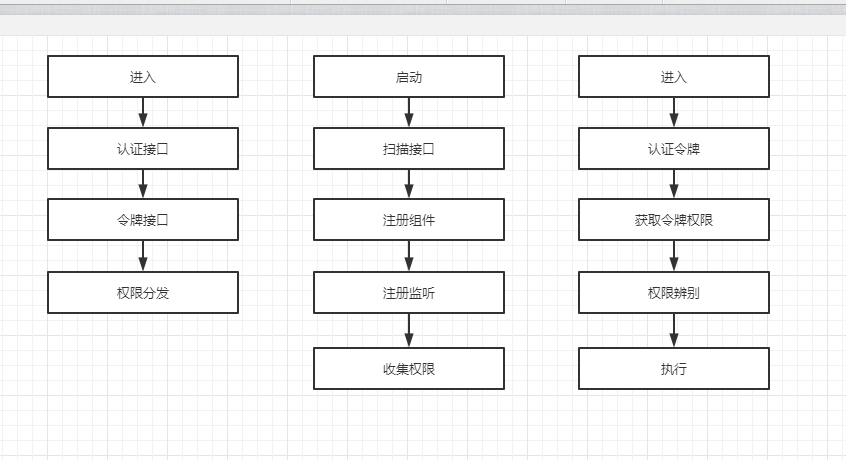 进入
认证接口
令牌接口
权限分发
启动
扫描接口
注册组件
注册监听
收集权限
进入
认证令牌
获取令牌权限
权限辨别
执行